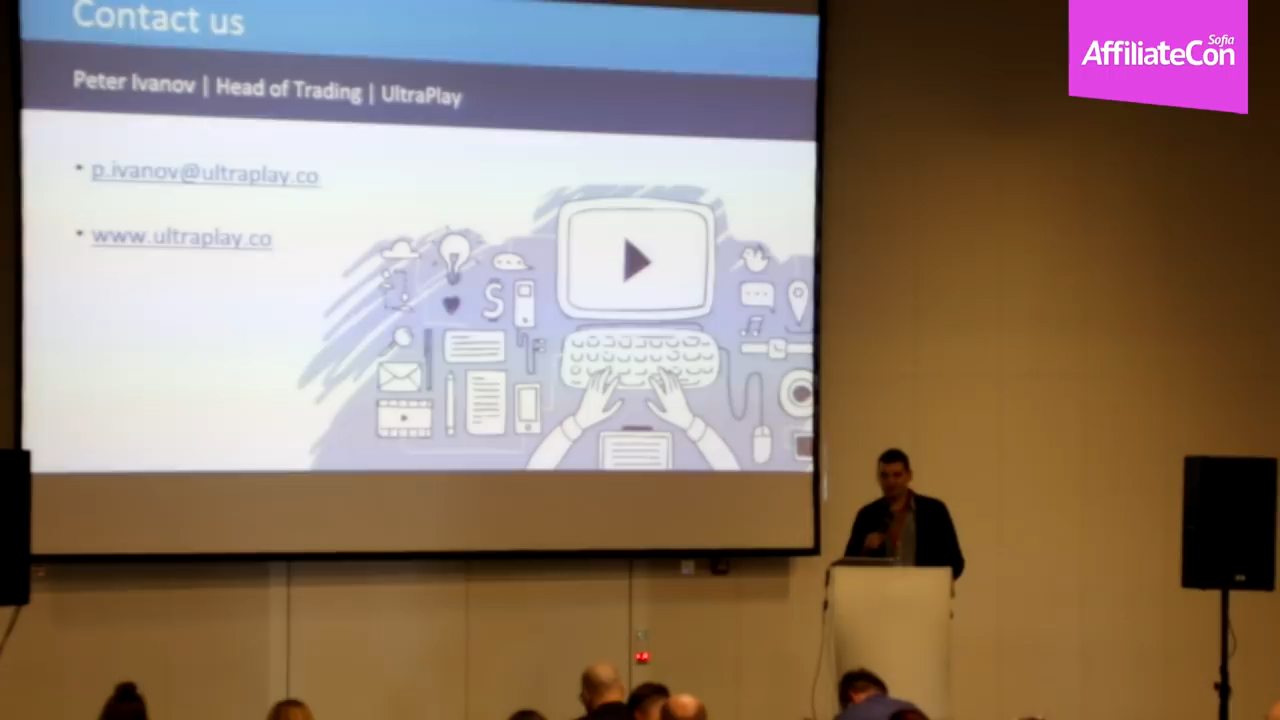 Contact us
Peter Ivanov | Head of Trading | UltraPlay
• p.ivanov@ultraplay.co
• www.ultraplay.co
Sofia
AffiliateCon